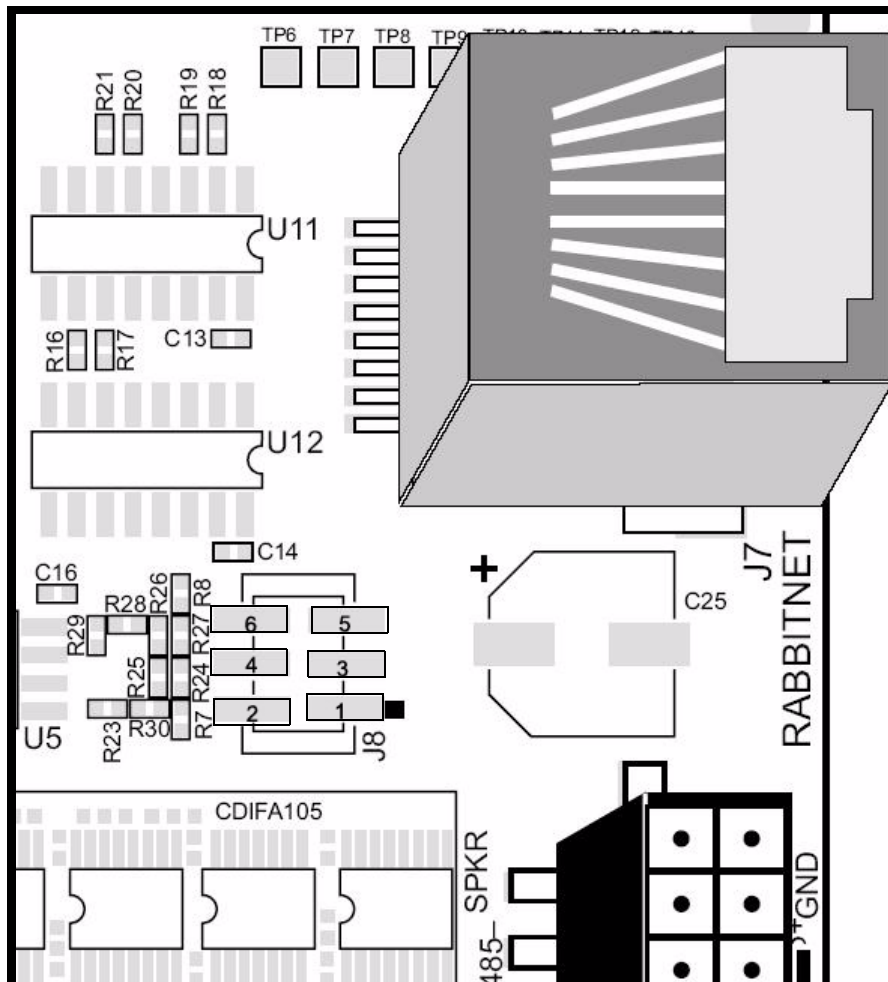 TP6
TP7
TP8
TP9
R21
R20
R19
R18
U11
R16
R17
C13
U12
C14
J7
RABBITNET
C16
R26
R8
R28
R29
R27
R25
R24
6
5
4
3
2
1
J8
C25
U5
R23
R30
R7
CDIFA105
SPKR
GND
485–